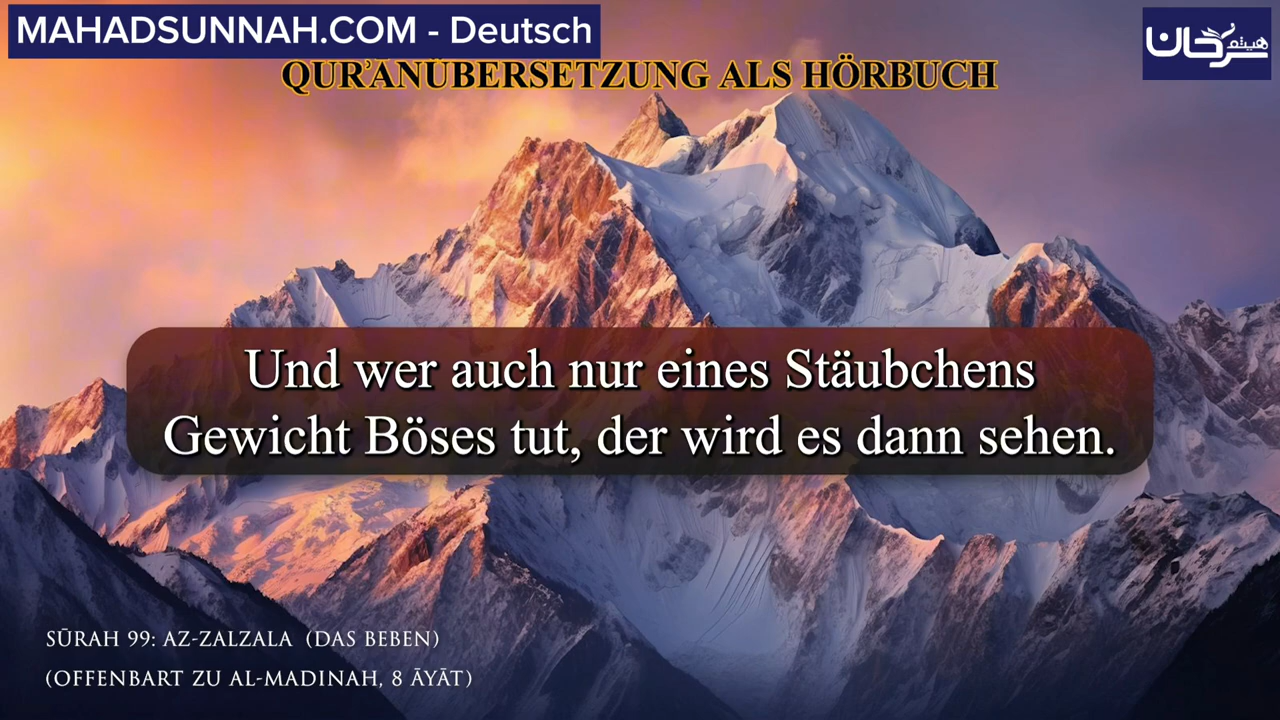 MAHADSUNNAH.COM - Deutsch
QUR’ANÜBERSETZUNG ALS HÖRBUCH
Und wer auch nur eines Stäubchens
Gewicht Böses tut, der wird es dann sehen.
SŪRAH 99: AZ-ZALZALA (DAS BEBEN)
(OFFENBART ZU AL-MADINAH, 8 ĀYĀT)